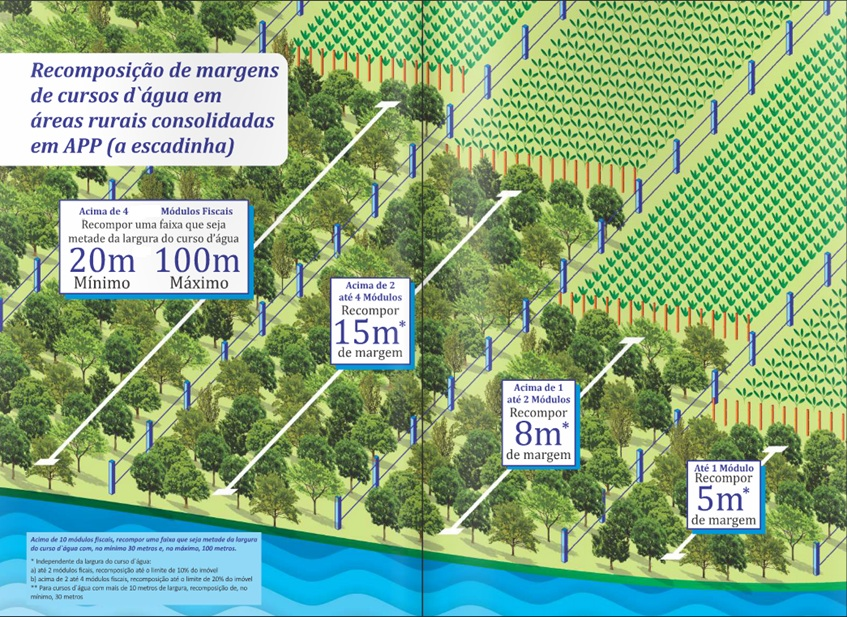 Recomposição de margens
de cursos d`água em
áreas rurais consolidadas
em APP (a escadinha)
Acima de 4 Módulos Fiscais
Recompor uma faixa que seja
metade da largura do curso d'água
20m 100m
Mínimo Máximo
Acima de 2
até 4 Módulos
Recompor
15m*
de margem
Acima de 1
até 2 Módulos
Recompor
8m*
de margem
Até 1 Módulo
Recompor
5m*
de margem
Acima de 10 módulos fiscais, recompor uma faixa que seja metade da largura
do curso d`água com, no mínimo 30 metros e, no máximo, 100 metros.
* Independente da largura do curso d`água:
a) até 2 módulos ficais, recomposição até o limite de 10% do imóvel
b) acima de 2 até 4 módulos fiscais, recomposição até o limite de 20% do imóvel
** Para cursos d`água com mais de 10 metros de largura, recomposição de, no
mínimo, 30 metros